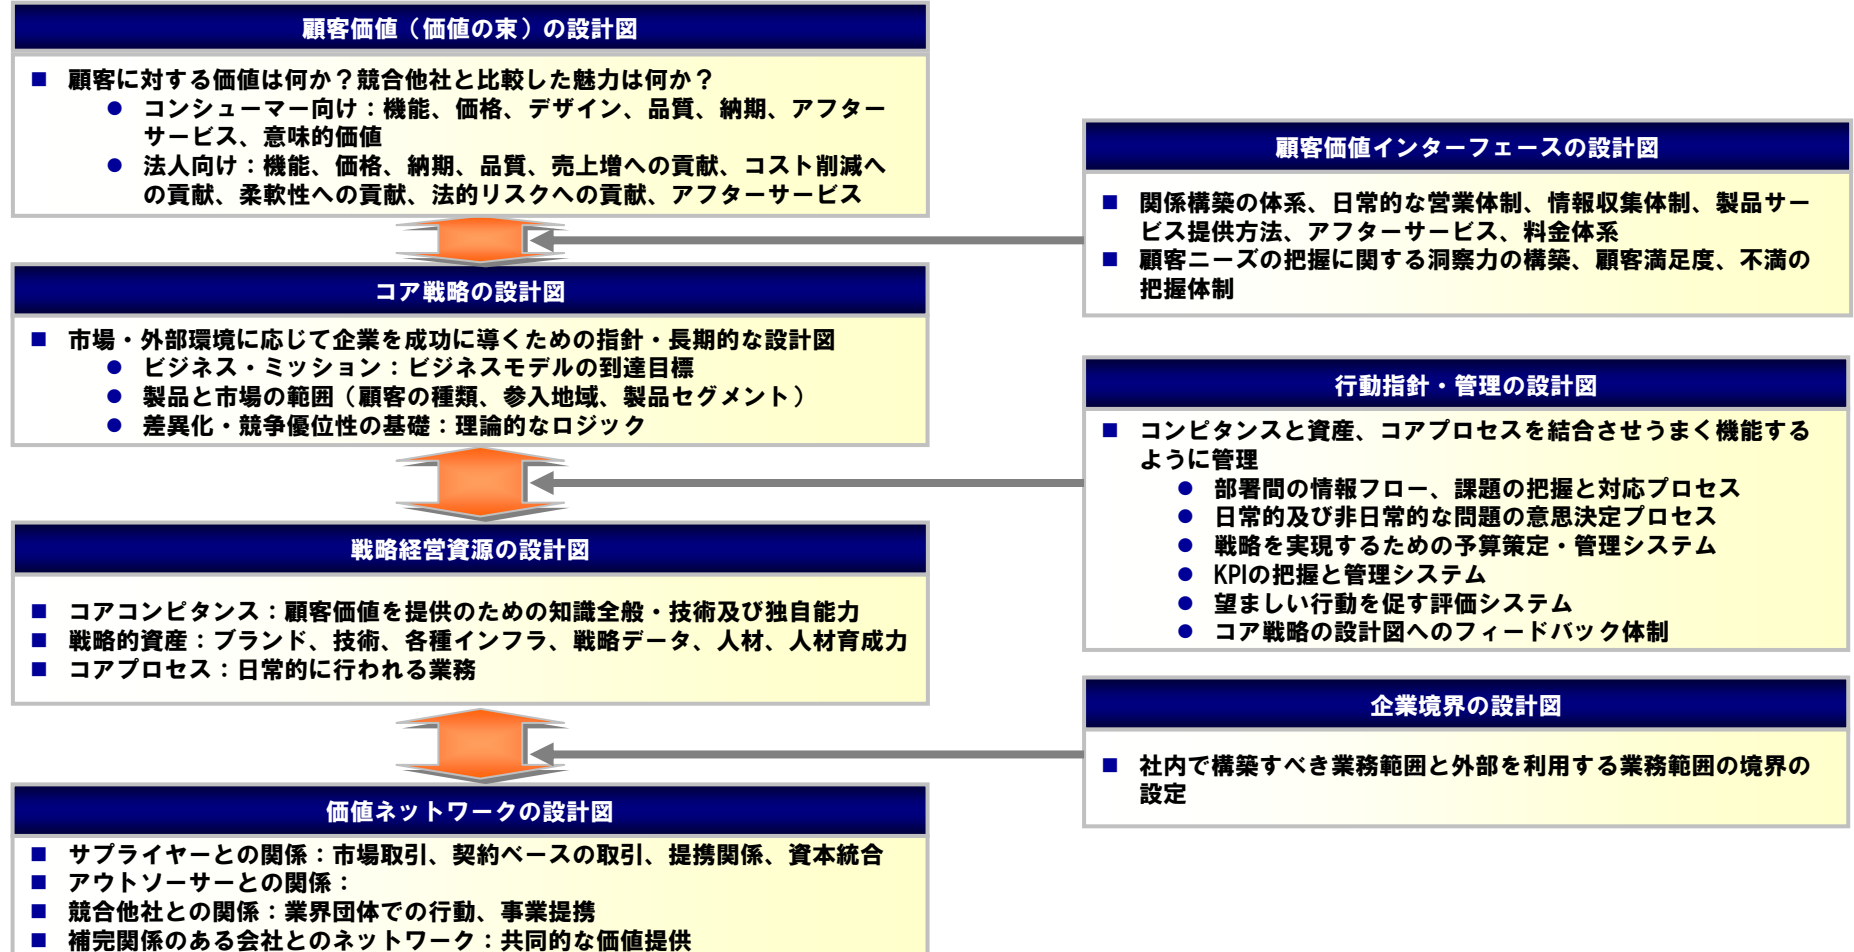 顧客価値（価値の束）の設計図
■ 顧客に対する価値は何か？競合他社と比較した魅力は何か？
● コンシューマー向け：機能、価格、デザイン、品質、納期、アフター
サービス、意味的価値
● 法人向け：機能、価格、納期、品質、売上増への貢献、コスト削減へ
の貢献、柔軟性への貢献、法的リスクへの貢献、アフターサービス
コア戦略の設計図
■ 市場・外部環境に応じて企業を成功に導くための指針・長期的な設計図
● ビジネス・ミッション：ビジネスモデルの到達目標
● 製品と市場の範囲（顧客の種類、参入地域、製品セグメント）
● 差異化・競争優位性の基礎：理論的なロジック
戦略経営資源の設計図
■ コアコンピタンス：顧客価値を提供のための知識全般・技術及び独自能力
■ 戦略的資産：ブランド、技術、各種インフラ、戦略データ、人材、人材育成力
■ コアプロセス：日常的に行われる業務
価値ネットワークの設計図
■ サプライヤーとの関係：市場取引、契約ベースの取引、提携関係、資本統合
■ アウトソーサーとの関係：
■ 競合他社との関係：業界団体での行動、事業提携
■ 補完関係のある会社とのネットワーク：共同的な価値提供
顧客価値インターフェースの設計図
■ 関係構築の体系、日常的な営業体制、情報収集体制、製品サー
ビス提供方法、アフターサービス、料金体系
■ 顧客ニーズの把握に関する洞察力の構築、顧客満足度、不満の
把握体制
行動指針・管理の設計図
■ コンピタンスと資産、コアプロセスを結合させうまく機能する
ように管理
● 部署間の情報フロー、課題の把握と対応プロセス
● 日常的及び非日常的な問題の意思決定プロセス
● 戦略を実現するための予算策定・管理システム
● KPIの把握と管理システム
● 望ましい行動を促す評価システム
● コア戦略の設計図へのフィードバック体制
企業境界の設計図
■ 社内で構築すべき業務範囲と外部を利用する業務範囲の境界の
設定